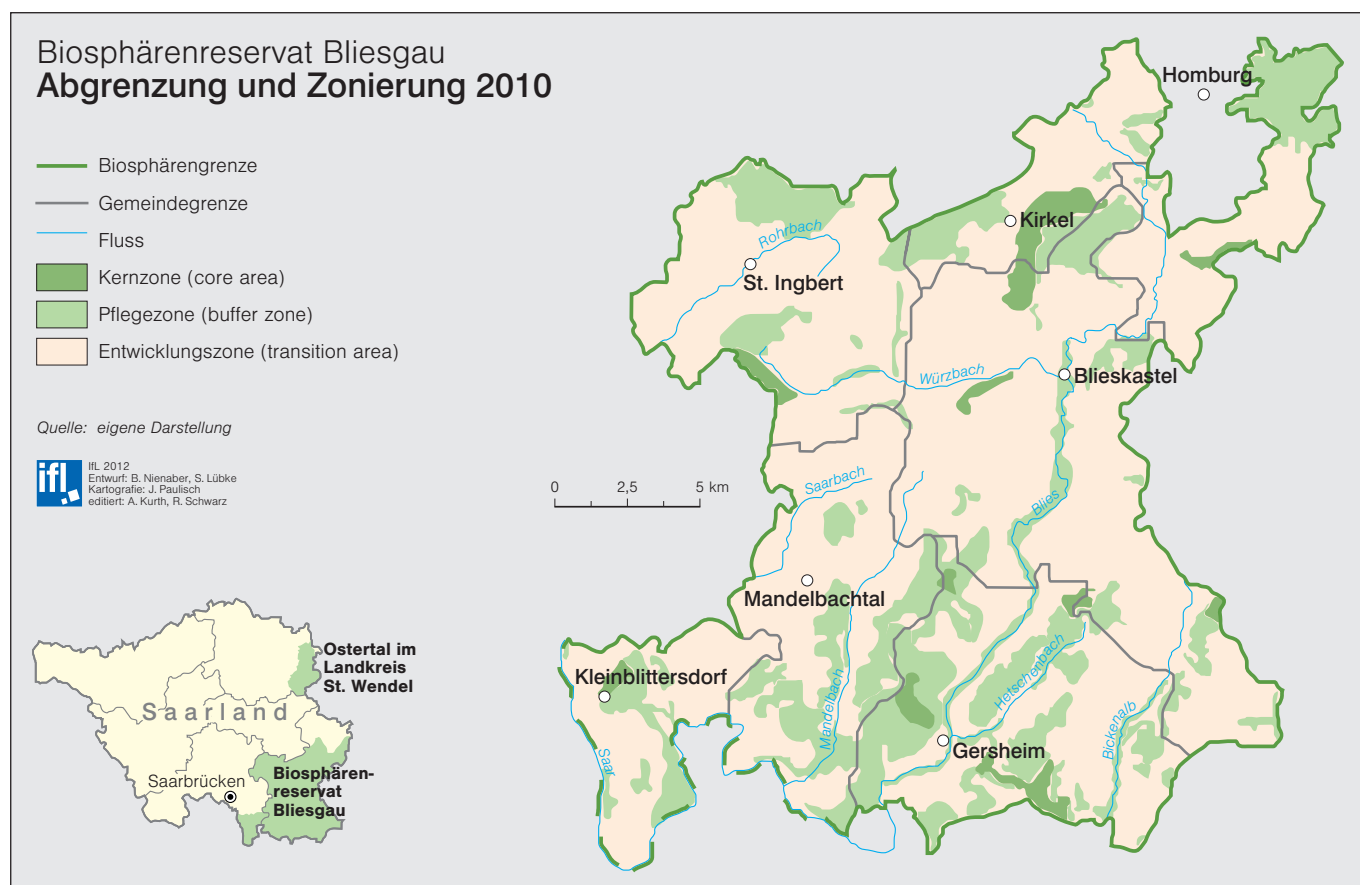 Biosphärenreservat Bliesgau
Abgrenzung und Zonierung 2010
Biosphärengrenze
Gemeindegrenze
Fluss
Kernzone (core area)
Pflegezone (buffer zone)
Entwicklungszone (transition area)
Quelle: eigene Darstellung
ifl
IfL 2012
Entwurf: B. Nienaber, S. Lübke
Kartografie: J. Paulisch
editiert: A. Kurth, R. Schwarz
0 2,5 5 km
Homburg
Kirkel
Rohrbach
St. Ingbert
Würzbach
Blieskastel
Saarbach
Blies
Mandelbachtal
Kleinblittersdorf
Hetschenbach
Mandelbach
Bickenalb
Gersheim
Saar
Ostertal im
Landkreis
St. Wendel
Saarland
Saarbrücken
Biosphären-
reservat
Bliesgau